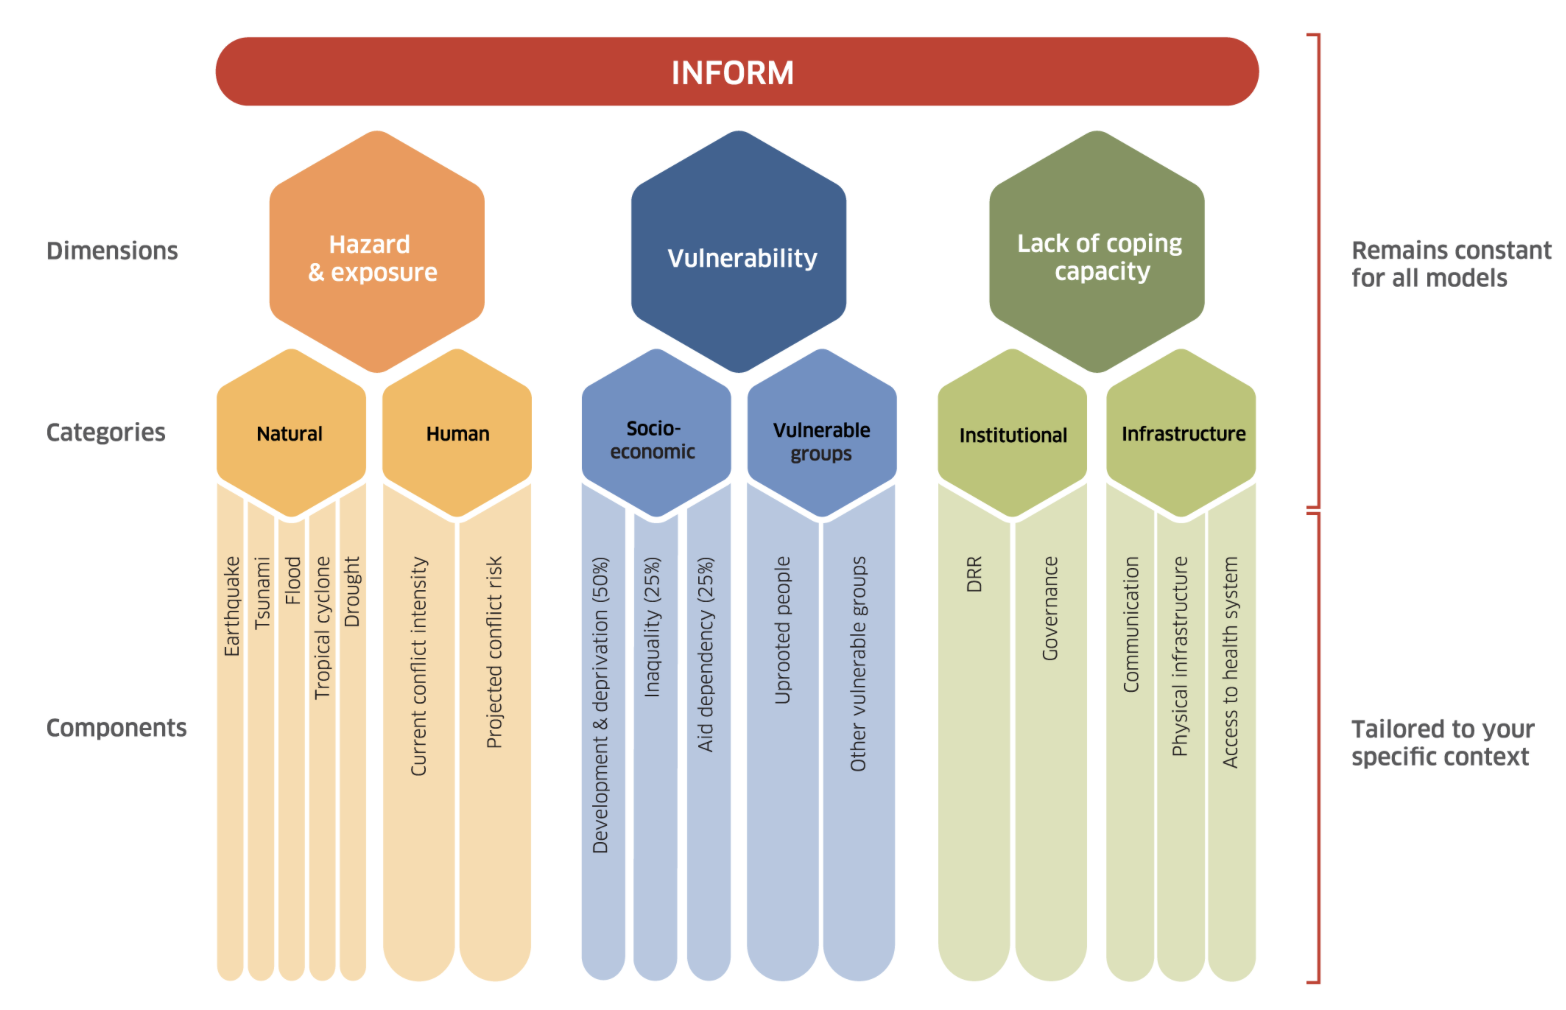 INFORM
Dimensions
Hazard
& exposure
Vulnerability
Lack of coping
capacity
Remains constant
for all models
Categories
Natural
Human
Socio-
economic
Vulnerable
groups
Institutional
Infrastructure
Components
Earthquake
Tsunami
Flood
Tropical cyclone
Drought
Current conflict intensity
Projected conflict risk
Development & deprivation (50%)
Inaquality (25%)
Aid dependency (25%)
Uprooted people
Other vulnerable groups
DRR
Governance
Communication
Physical infrastructure
Access to health system
Tailored to your
specific context